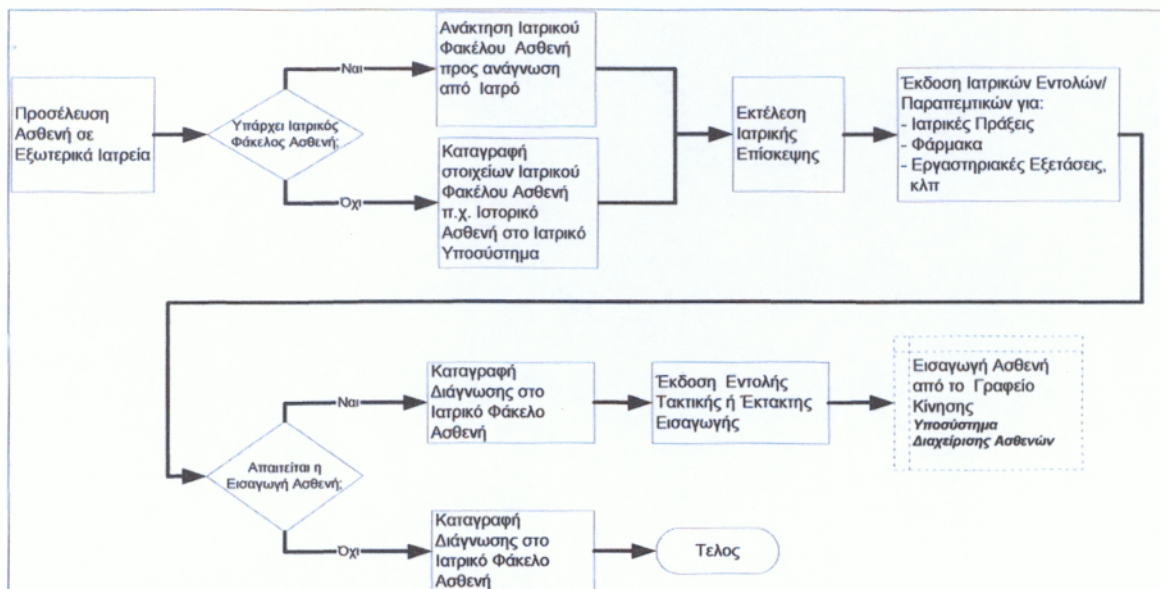 Προσέλευση
Ασθενή σε
Εξωτερικά Ιατρεία
Υπάρχει Ιατρικός
Φάκελος Ασθενή;
Ναι
Ανάκτηση Ιατρικού
Φακέλου Ασθενή
προς ανάγνωση
από Ιατρό
Όχι
Καταγραφή
στοιχείων Ιατρικού
Φακέλου Ασθενή
π.χ. Ιστορικό
Ασθενή στο Ιατρικό
Υποσύστημα
Εκτέλεση
Ιατρικής
Επίσκεψης
Έκδοση Ιατρικών Εντολών/
Παραπεμτικών για:
- Ιατρικές Πράξεις
- Φάρμακα
- Εργαστηριακές Εξετάσεις,
κλπ
Απαιτείται η
Εισαγωγή Ασθενή;
Ναι
Καταγραφή
Διάγνωσης στο
Ιατρικό Φάκελο
Ασθενή
Έκδοση Εντολής
Τακτικής ή Έκτακτης
Εισαγωγής
Εισαγωγή Ασθενή
από το Γραφείο
Κίνησης
Υποσύστημα
Διαχείρισης Ασθενών
Όχι
Καταγραφή
Διάγνωσης στο
Ιατρικό Φάκελο
Ασθενή
Τελος